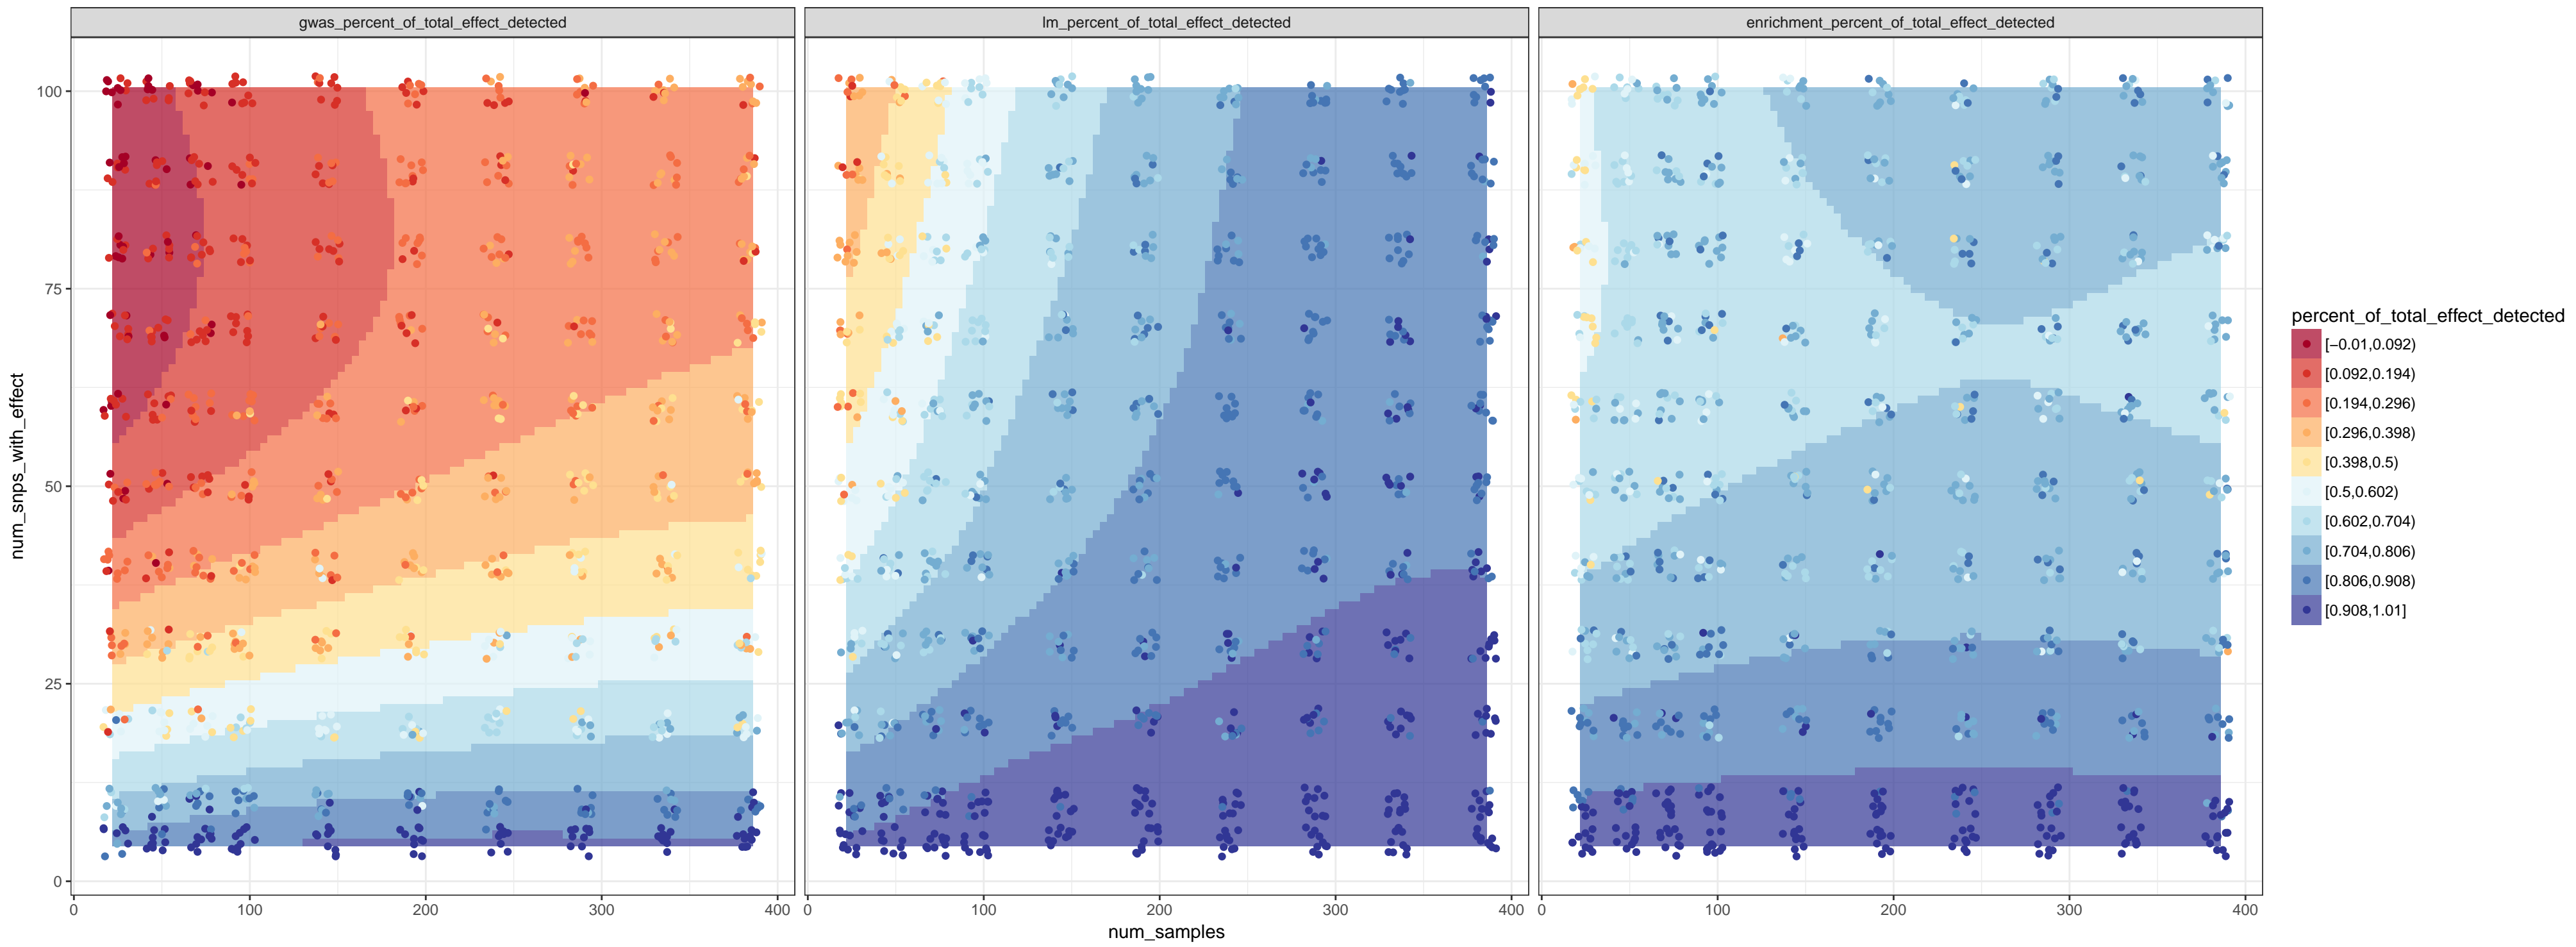 gwas_percent_of_total_effect_detected
lm_percent_of_total_effect_detected
enrichment_percent_of_total_effect_detected
100
75
50
25
0
num_snps_with_effect
0 100 200 300 400
0 100 200 300 400
0 100 200 300 400
num_samples
percent_of_total_effect_detected
[−0.01,0.092)
[0.092,0.194)
[0.194,0.296)
[0.296,0.398)
[0.398,0.5)
[0.5,0.602)
[0.602,0.704)
[0.704,0.806)
[0.806,0.908)
[0.908,1.01]